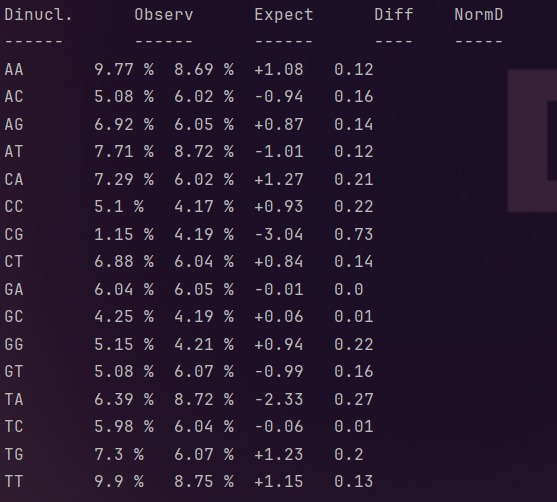 Dinucl. Observ Expect Diff NormD
------ ------ ------ ---- -----
AA 9.77 % 8.69 % +1.08 0.12
AC 5.08 % 6.02 % -0.94 0.16
AG 6.92 % 6.05 % +0.87 0.14
AT 7.71 % 8.72 % -1.01 0.12
CA 7.29 % 6.02 % +1.27 0.21
CC 5.1 % 4.17 % +0.93 0.22
CG 1.15 % 4.19 % -3.04 0.73
CT 6.88 % 6.04 % +0.84 0.14
GA 6.04 % 6.05 % -0.01 0.0
GC 4.25 % 4.19 % +0.06 0.01
GG 5.15 % 4.21 % +0.94 0.22
GT 5.08 % 6.07 % -0.99 0.16
TA 6.39 % 8.72 % -2.33 0.27
TC 5.98 % 6.04 % -0.06 0.01
TG 7.3 % 6.07 % +1.23 0.2
TT 9.9 % 8.75 % +1.15 0.13